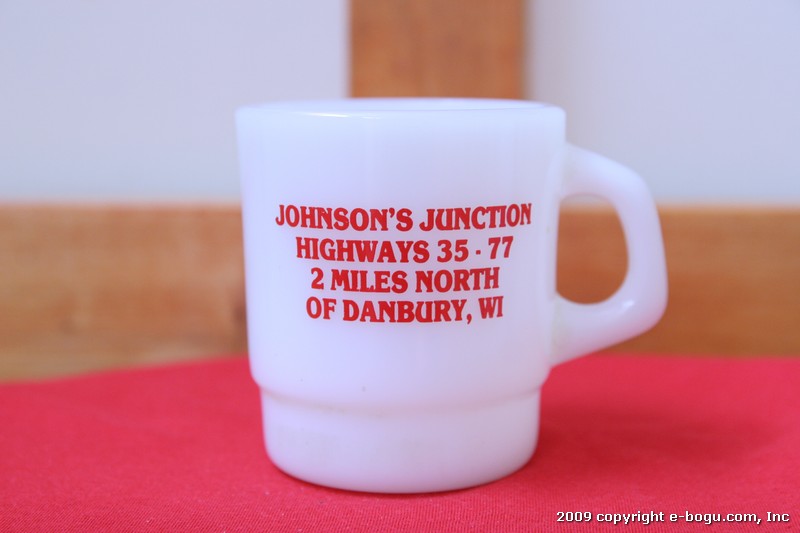 JOHNSON'S JUNCTION
HIGHWAYS 35 - 77
2 MILES NORTH
OF DANBURY, WI
2009 copyright e-bogu.com, Inc